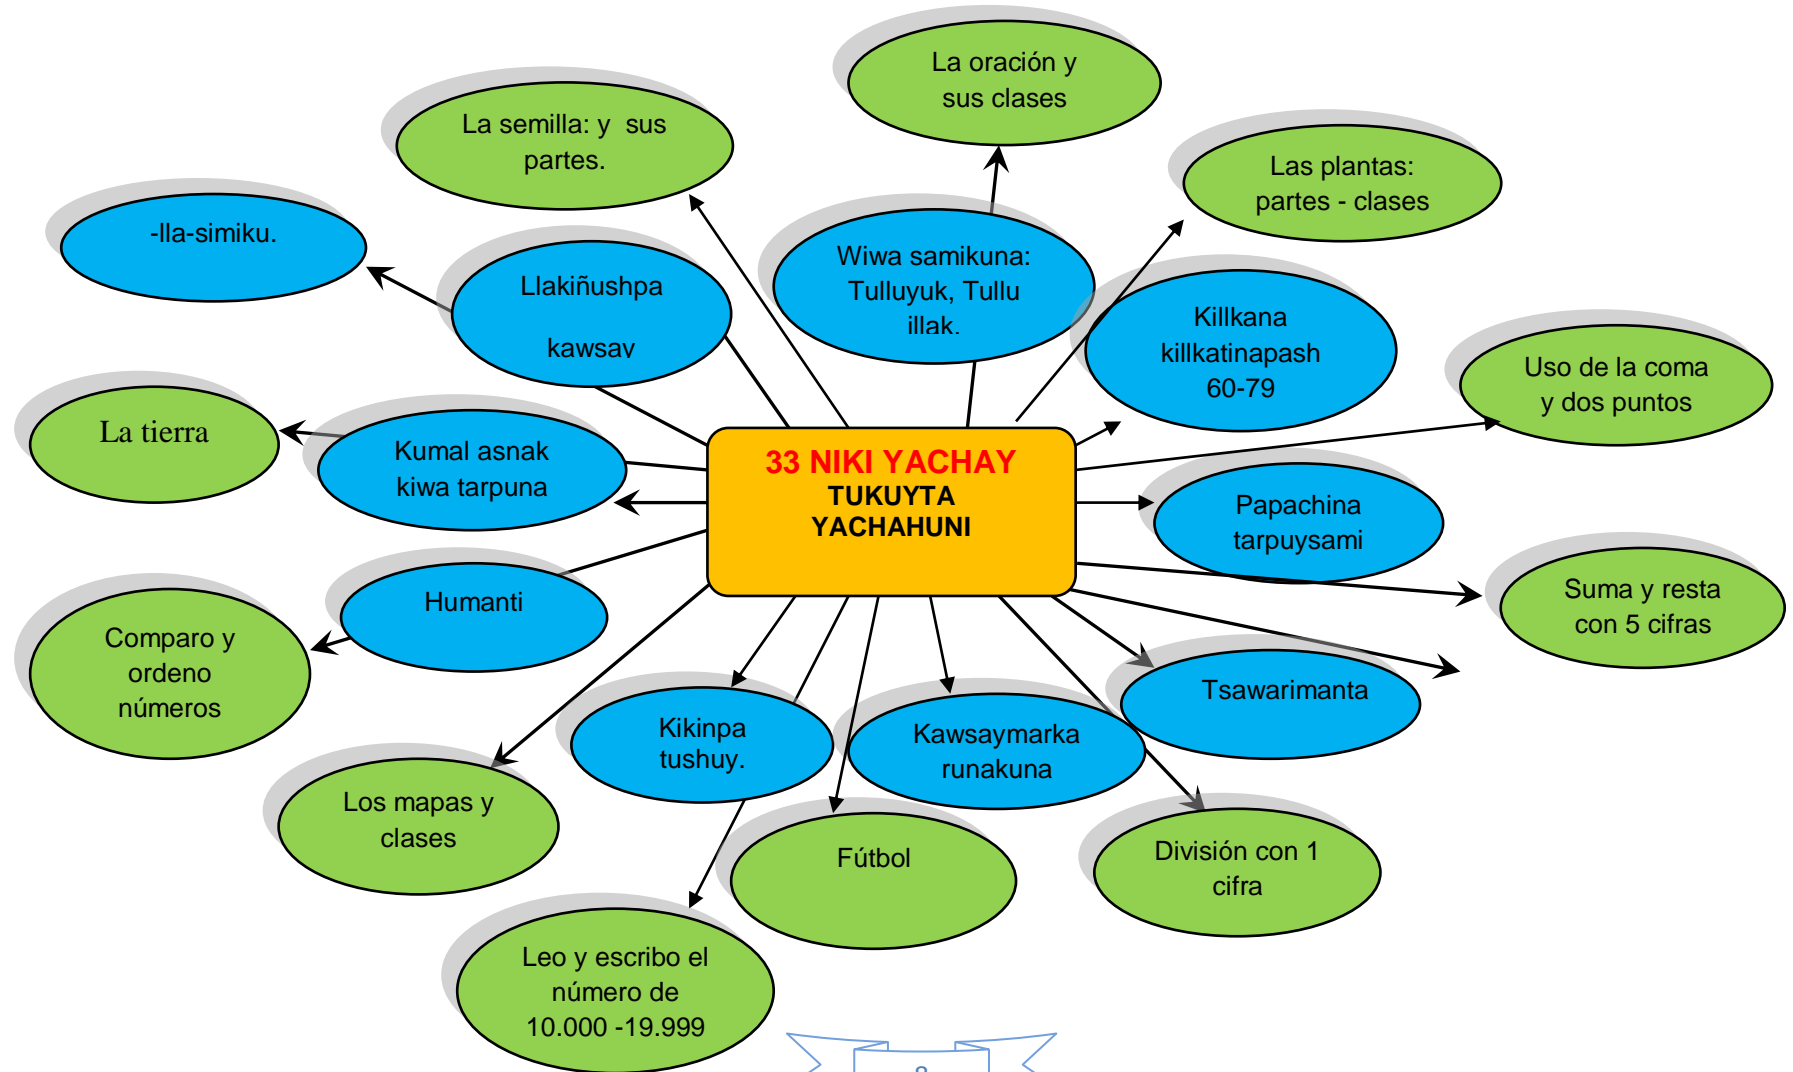 La oración y
sus clases
La semilla: y sus
partes.
Las plantas:
partes - clases
-lla-simiku.
Llakiñushpa
kawsay
Wiwa samikuna:
Tulluyuk, Tullu
illak.
Killkana
killkatinapash
60-79
Uso de la coma
y dos puntos
La tierra
Kumal asnak
kiwa tarpuna
33 NIKI YACHAY
TUKUYTA
YACHAHUNI
Papachina
tarpuysami
Humanti
Suma y resta
con 5 cifras
Comparo y
ordeno
números
Tsawarimanta
Kikinpa
tushuy.
Kawsaymarka
runakuna
Los mapas y
clases
Fútbol
División con 1
cifra
Leo y escribo el
número de
10.000 -19.999
8